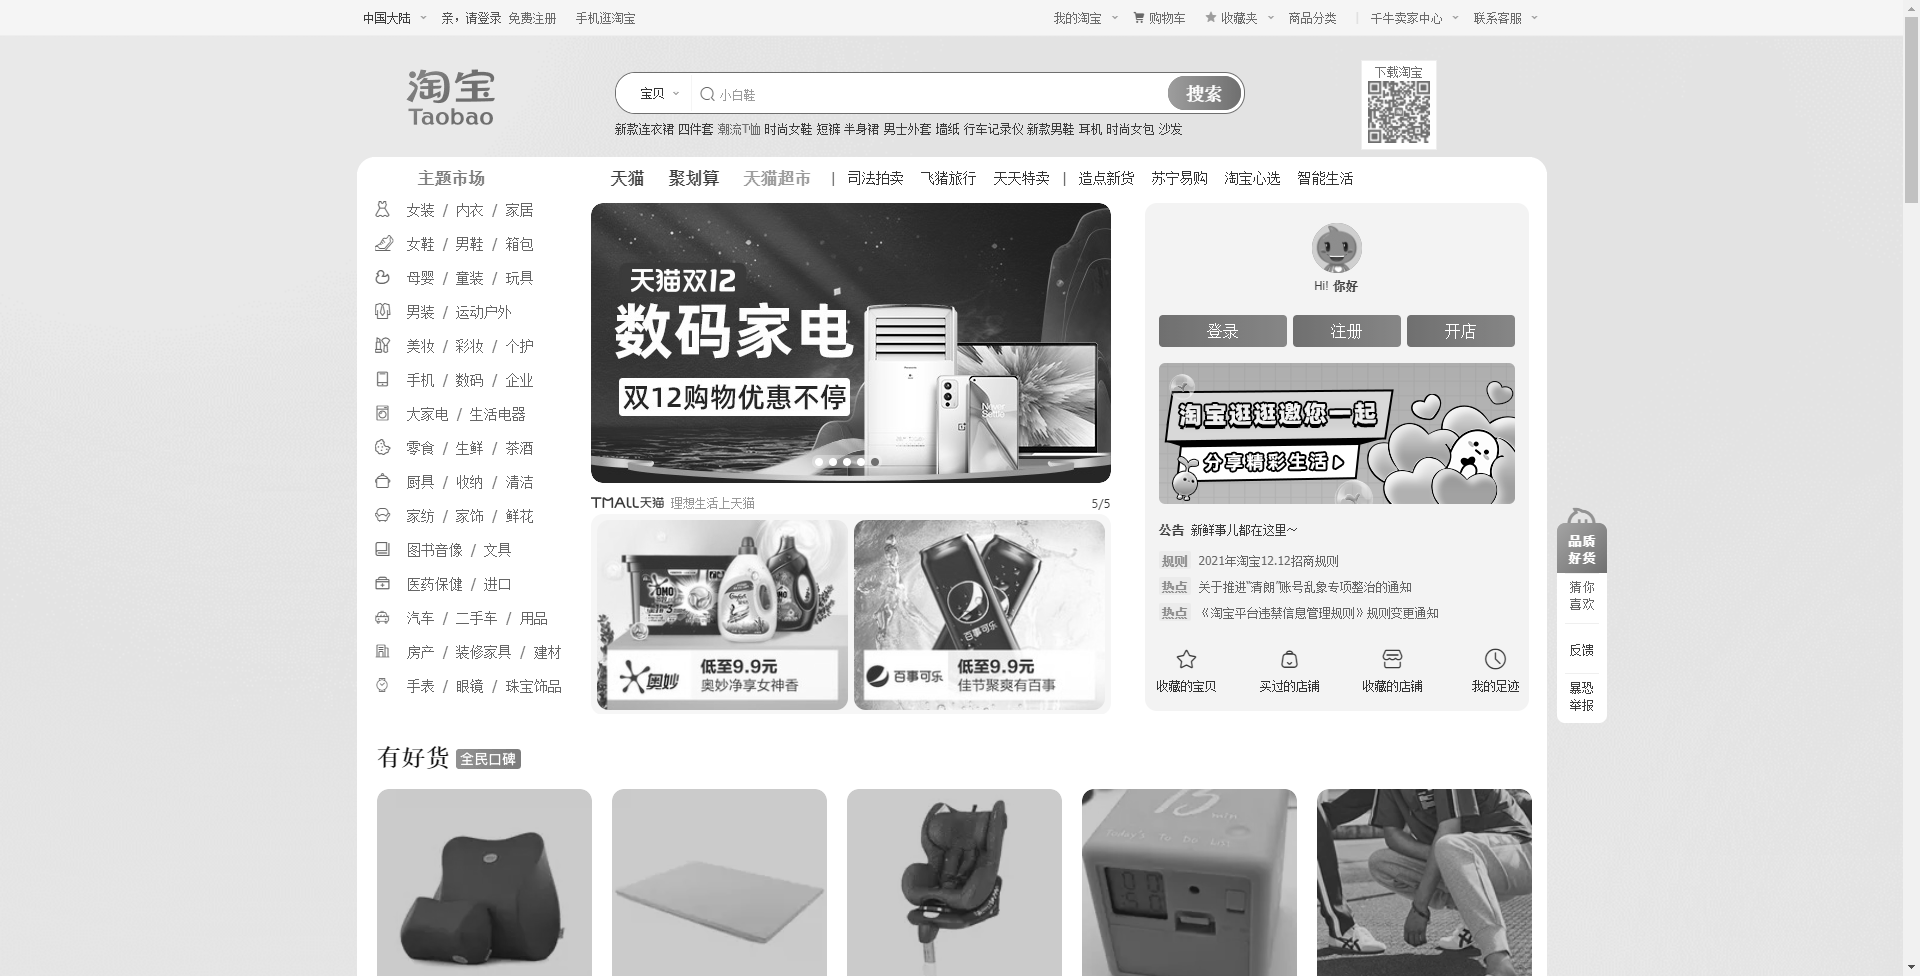 中国大陆 亲，请登录 免费注册 手机逛淘宝 我的淘宝 购物车 收藏夹 商品分类 千牛卖家中心 联系客服
淘宝
Taobao
宝贝 小白鞋 搜索
下载淘宝
新款连衣裙 四件套 潮流T恤 时尚女鞋 短裤 半身裙 男士外套 墙纸 行车记录仪 新款男鞋 耳机 时尚女包 沙发
主题市场
天猫 聚划算 天猫超市 | 司法拍卖 飞猪旅行 天天特卖 | 造点新货 苏宁易购 淘宝心选 智能生活
女装 / 内衣 / 家居
女鞋 / 男鞋 / 箱包
母婴 / 童装 / 玩具
男装 / 运动户外
美妆 / 彩妆 / 个护
手机 / 数码 / 企业
大家电 / 生活电器
零食 / 生鲜 / 茶酒
厨具 / 收纳 / 清洁
家纺 / 家饰 / 鲜花
图书音像 / 文具
医药保健 / 进口
汽车 / 二手车 / 用品
房产 / 装修家具 / 建材
手表 / 眼镜 / 珠宝饰品
天猫双12
数码家电
双12购物优惠不停
Never
Settle
TMALL天猫 理想生活上天猫 5/5
OMO
Comfort
奥妙
低至9.9元
奥妙净享女神香
百事可乐
百事可乐
低至9.9元
佳节聚爽有百事
Hi! 你好
登录 注册 开店
淘宝逛逛邀您一起
分享精彩生活
公告 新鲜事儿都在这里～
规则 2021年淘宝12.12招商规则
热点 关于推进“清朗”账号乱象专项整治的通知
热点 《淘宝平台违禁信息管理规则》规则变更通知
收藏的宝贝 买过的店铺 收藏的店铺 我的足迹
品质
好货
猜你
喜欢
反馈
暴恐
举报
有好货 全民口碑
15 min
Today's To Do List